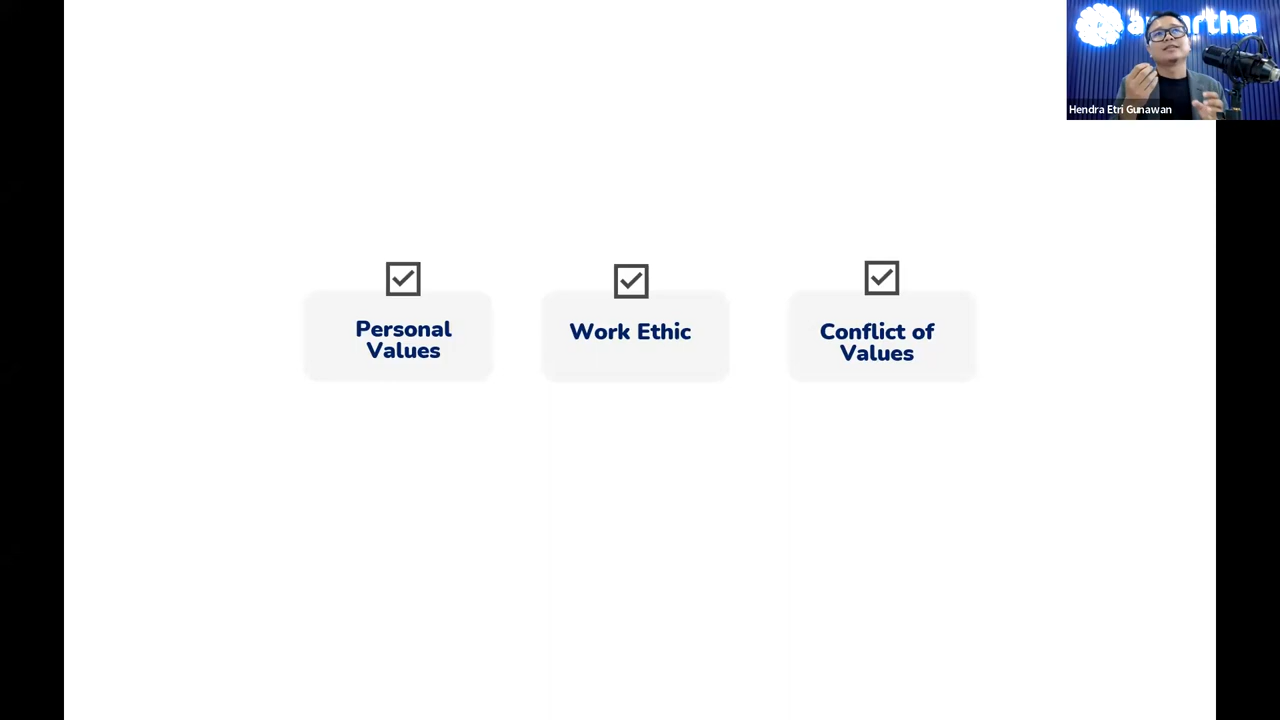 Hendra Etri Gunawan
Personal
Values
Work Ethic
Conflict of
Values